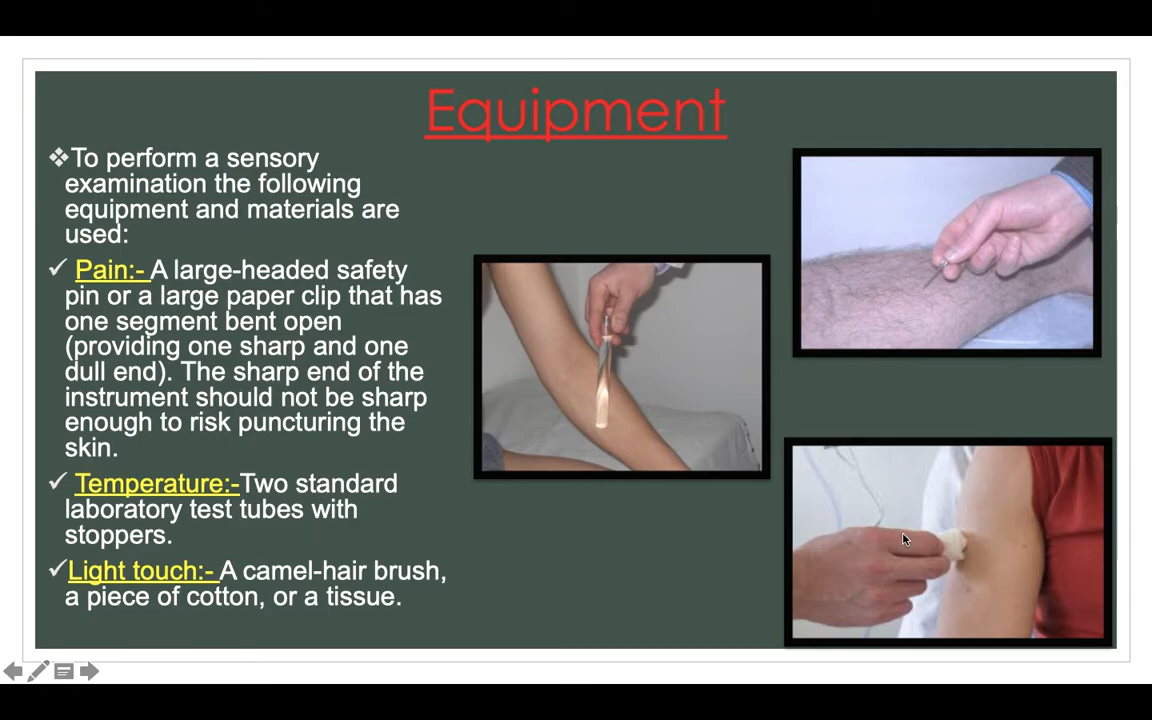 Equipment
❖To perform a sensory
examination the following
equipment and materials are
used:
✓ Pain:- A large-headed safety
pin or a large paper clip that has
one segment bent open
(providing one sharp and one
dull end). The sharp end of the
instrument should not be sharp
enough to risk puncturing the
skin.
✓ Temperature:-Two standard
laboratory test tubes with
stoppers.
✓Light touch:- A camel-hair brush,
a piece of cotton, or a tissue.